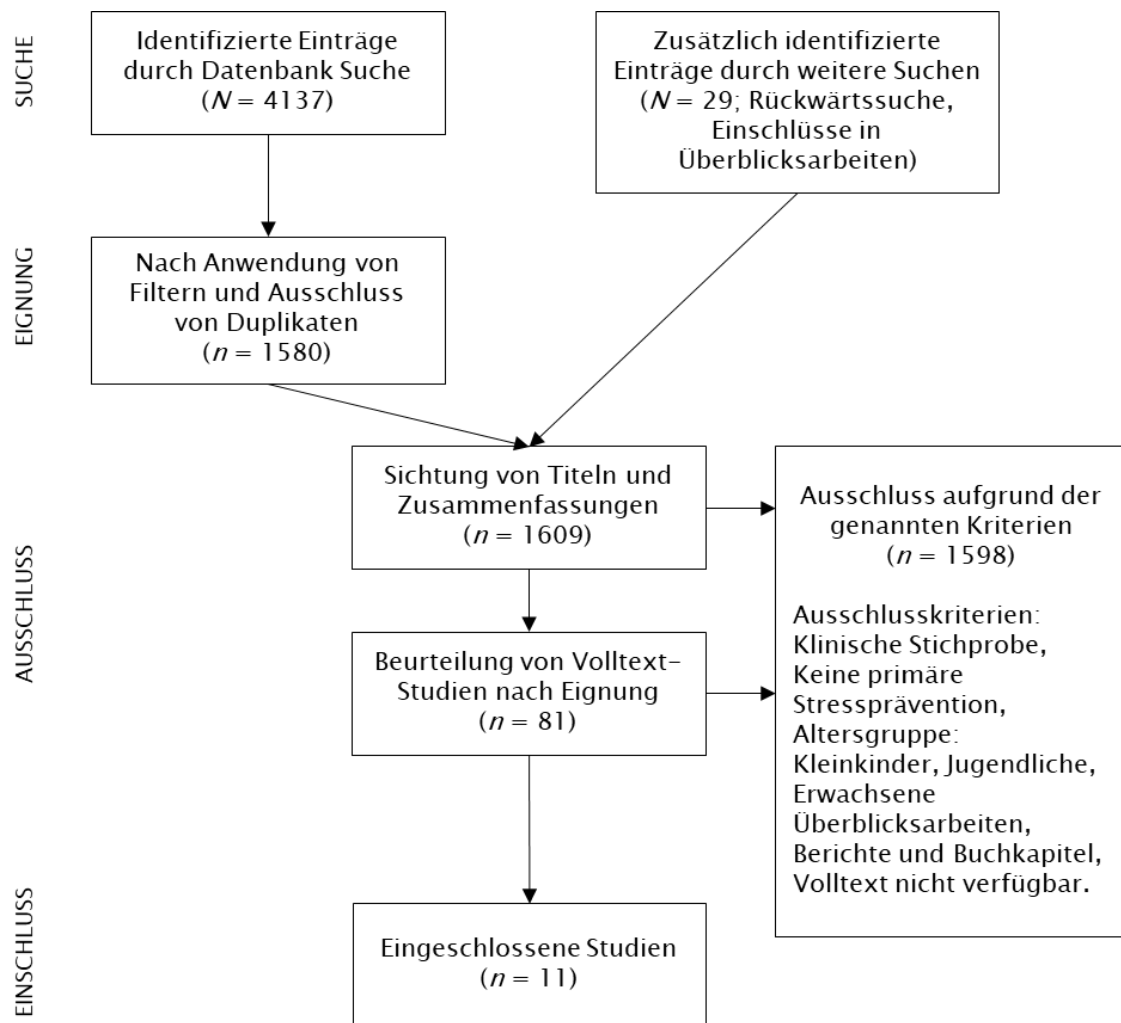 SUCHE
Identifizierte Einträge
durch Datenbank Suche
(N = 4137)
Zusätzlich identifizierte
Einträge durch weitere Suchen
(N = 29; Rückwärtssuche,
Einschlüsse in
Überblicksarbeiten)
EIGNUNG
Nach Anwendung von
Filtern und Ausschluss
von Duplikaten
(n = 1580)
AUSSCHLUSS
Sichtung von Titeln und
Zusammenfassungen
(n = 1609)
Beurteilung von Volltext-
Studien nach Eignung
(n = 81)
Ausschluss aufgrund der
genannten Kriterien
(n = 1598)
Ausschlusskriterien:
Klinische Stichprobe,
Keine primäre
Stressprävention,
Altersgruppe:
Kleinkinder, Jugendliche,
Erwachsene
Überblicksarbeiten,
Berichte und Buchkapitel,
Volltext nicht verfügbar.
EINSCHLUSS
Eingeschlossene Studien
(n = 11)